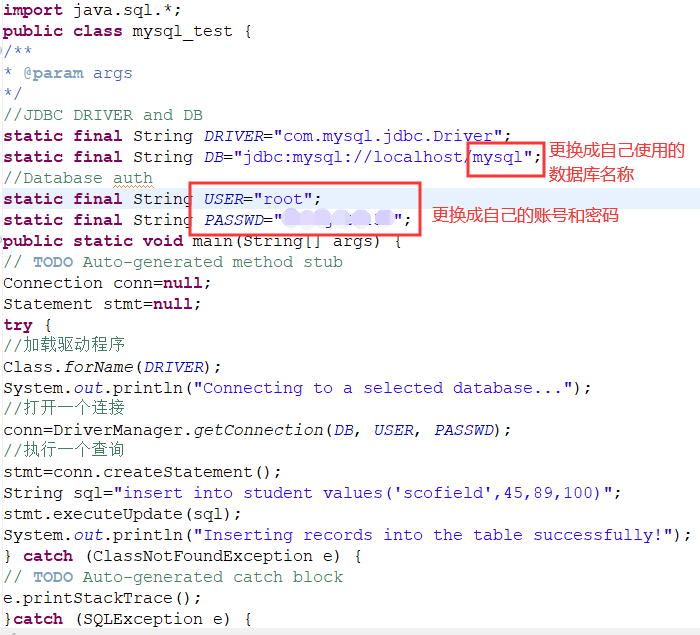 import java.sql.*;
public class mysql_test {
/**
* @param args
*/
//JDBC DRIVER and DB
static final String DRIVER="com.mysql.jdbc.Driver";
static final String DB="jdbc:mysql://localhost/mysql";
更换成自己使用的
数据库名称
//Database auth
static final String USER="root";
static final String PASSWD="";
更换成自己的账号和密码
public static void main(String[] args) {
// TODO Auto-generated method stub
Connection conn=null;
Statement stmt=null;
try {
//加载驱动程序
Class.forName(DRIVER);
System.out.println("Connecting to a selected database...");
//打开一个连接
conn=DriverManager.getConnection(DB, USER, PASSWD);
//执行一个查询
stmt=conn.createStatement();
String sql="insert into student values('scofield',45,89,100)";
stmt.executeUpdate(sql);
System.out.println("Inserting records into the table successfully!");
} catch (ClassNotFoundException e) {
// TODO Auto-generated catch block
e.printStackTrace();
}catch (SQLException e) {